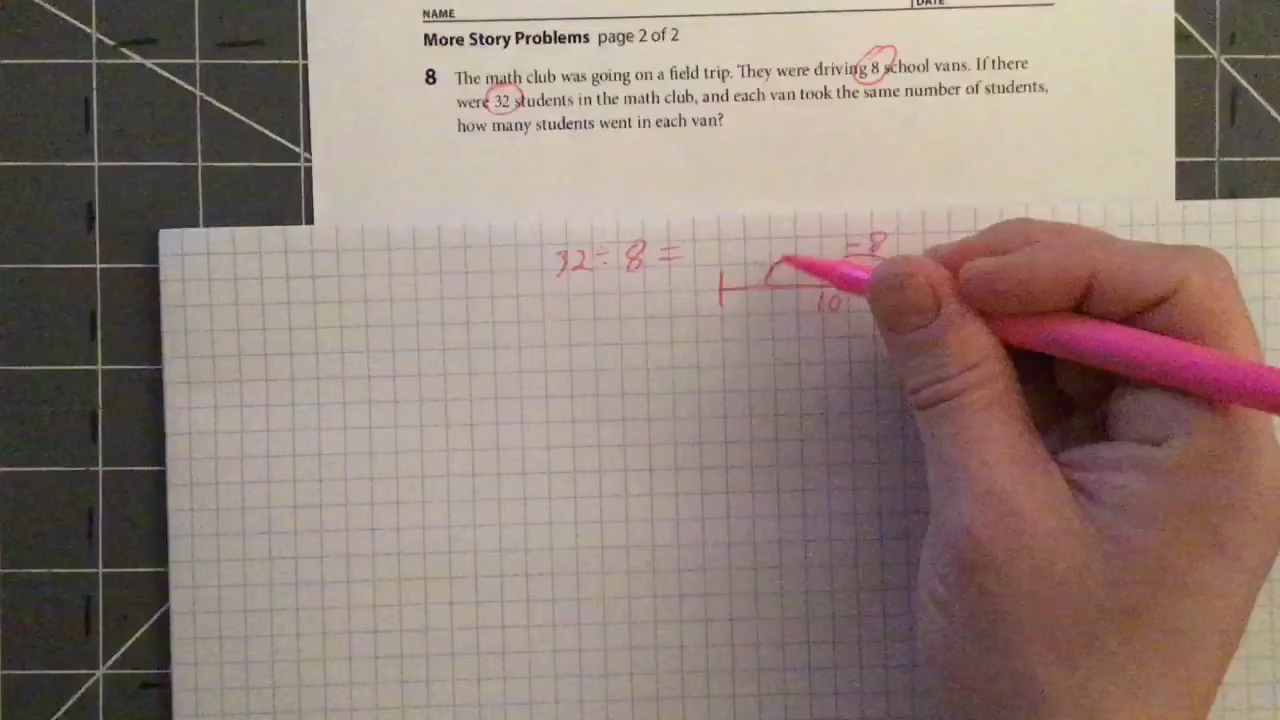 NAME
DATE
More Story Problems page 2 of 2
8 The math club was going on a field trip. They were driving 8 school vans. If there
were 32 students in the math club, and each van took the same number of students,
how many students went in each van?
32 ÷ 8 =
-8
10